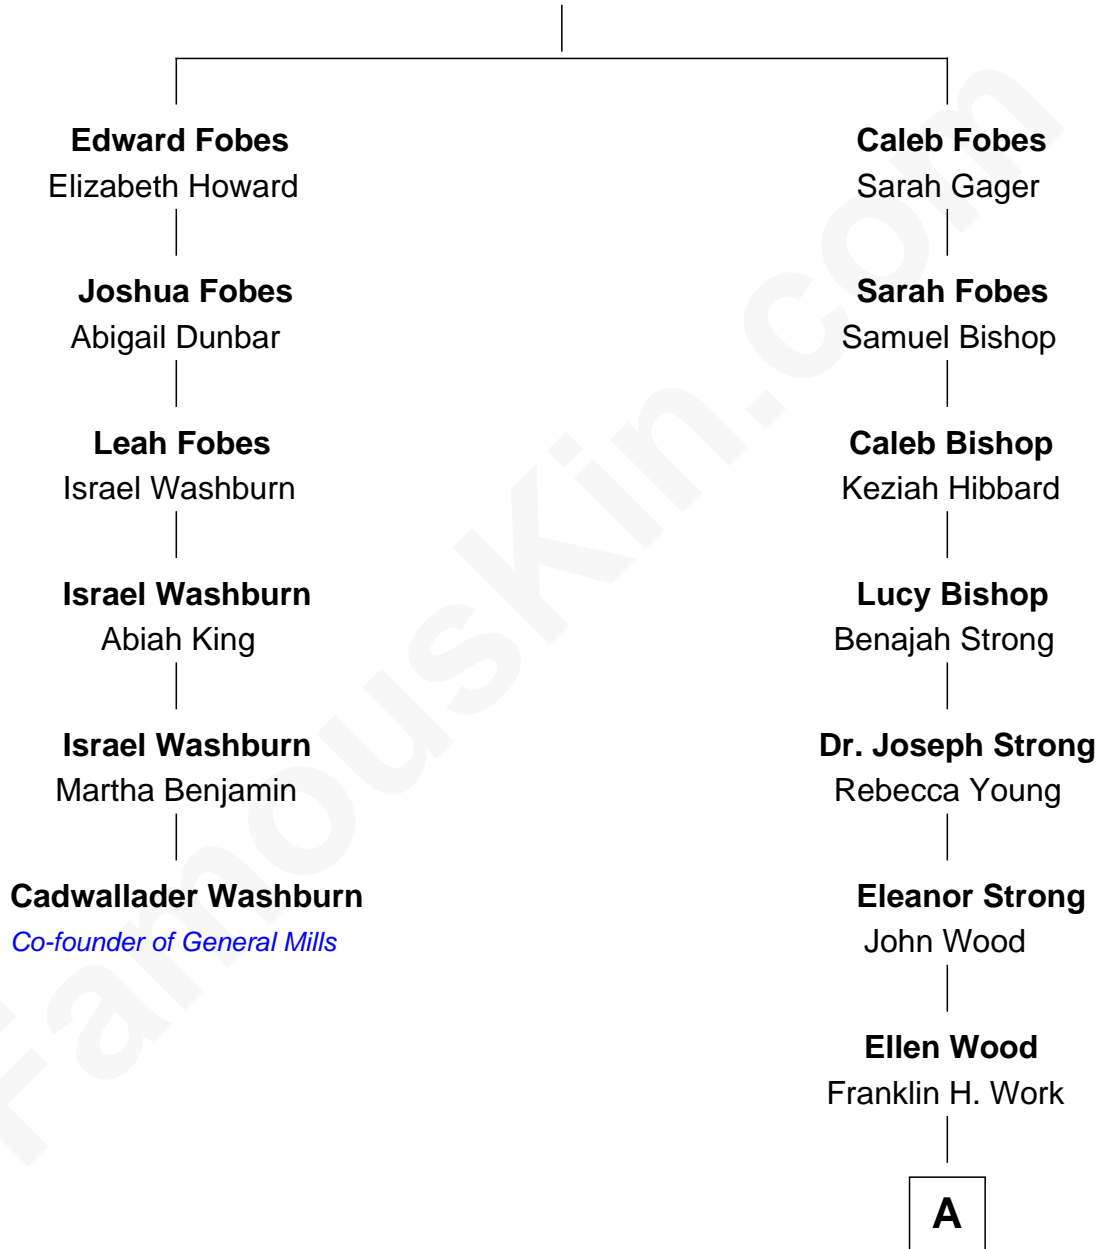 Edward Fobes
Elizabeth Howard
Joshua Fobes
Abigail Dunbar
Leah Fobes
Israel Washburn
Israel Washburn
Abiah King
Israel Washburn
Martha Benjamin
Cadwallader Washburn
Co-founder of General Mills
Caleb Fobes
Sarah Gager
Sarah Fobes
Samuel Bishop
Caleb Bishop
Keziah Hibbard
Lucy Bishop
Benajah Strong
Dr. Joseph Strong
Rebecca Young
Eleanor Strong
John Wood
Ellen Wood
Franklin H. Work
A
FamousKin.com